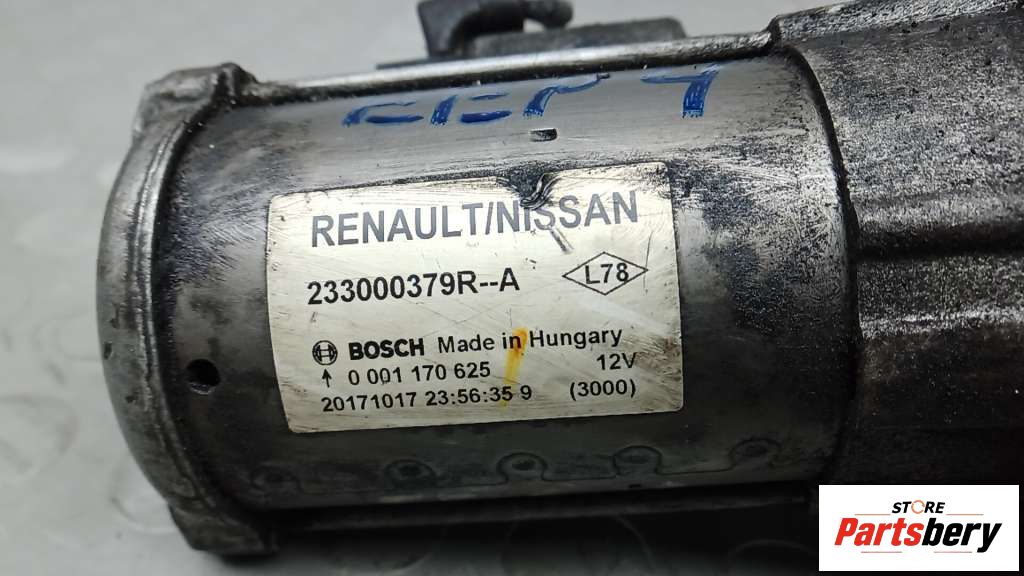 RENAULT/NISSAN
233000379R--A
L78
BOSCH Made in Hungary
0 001 170 625 12V
20171017 23:56:35 9 (3000)
STORE
Partsbery